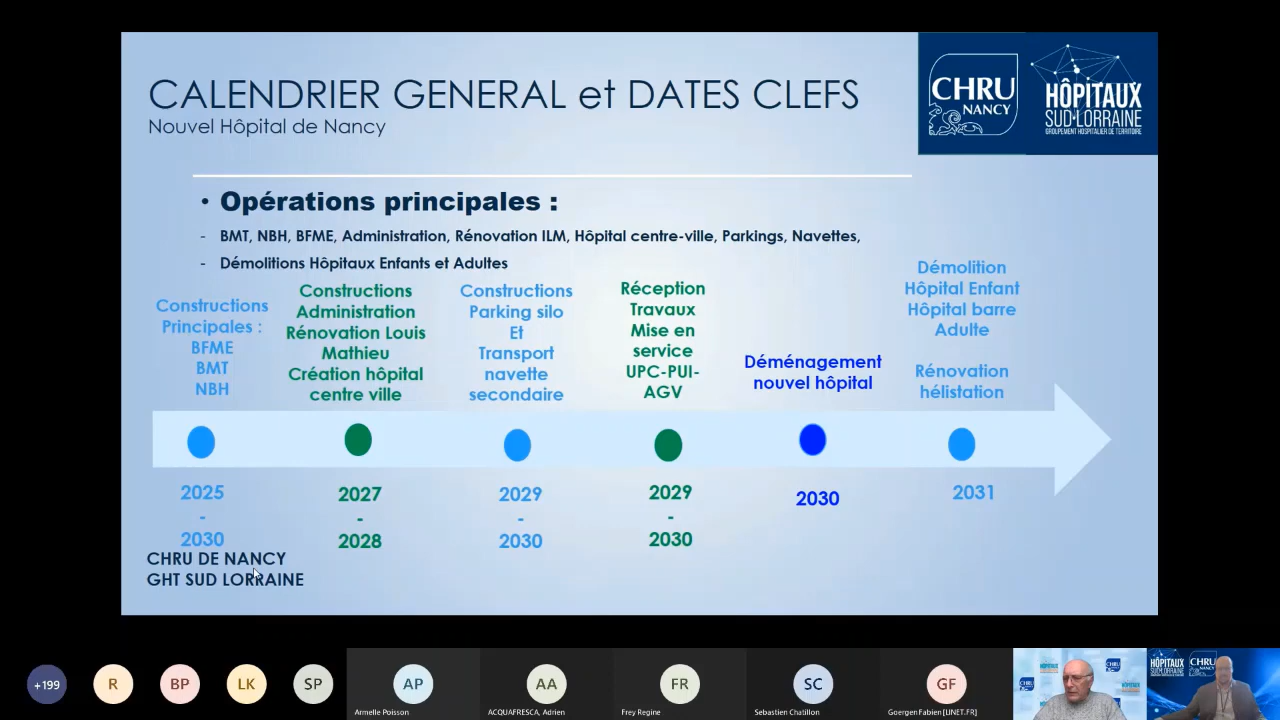 CALENDRIER GENERAL et DATES CLEFS
Nouvel Hôpital de Nancy
CHRU
NANCY
HÔPITAUX
SUD•LORRAINE
GROUPEMENT HOSPITALIER DE TERRITOIRE
• Opérations principales :
- BMT, NBH, BFME, Administration, Rénovation ILM, Hôpital centre-ville, Parkings, Navettes,
- Démolitions Hôpitaux Enfants et Adultes
Constructions
Principales :
BFME
BMT
NBH
Constructions
Administration
Rénovation Louis
Mathieu
Création hôpital
centre ville
Constructions
Parking silo
Et
Transport
navette
secondaire
Réception
Travaux
Mise en
service
UPC-PUI-
AGV
Déménagement
nouvel hôpital
Démolition
Hôpital Enfant
Hôpital barre
Adulte
Rénovation
hélistation
2025
-
2030
2027
-
2028
2029
-
2030
2029
-
2030
2030
2031
CHRU DE NANCY
GHT SUD LORRAINE
+199
R
BP
LK
SP
AP
Armelle Poisson
AA
ACQUAFRESCA, Adrien
FR
Frey Regine
SC
Sebastien Chatillon
GF
Goergen Fabien [LINET.FR]
HÔPITAUX
CHRU